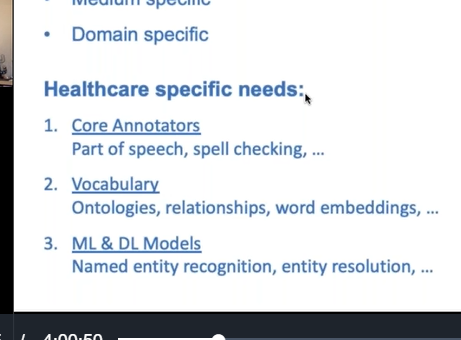 • Medium specific
• Domain specific
Healthcare specific needs:
1. Core Annotators
Part of speech, spell checking, ...
2. Vocabulary
Ontologies, relationships, word embeddings, ...
3. ML & DL Models
Named entity recognition, entity resolution, ...
/ 4:00:50